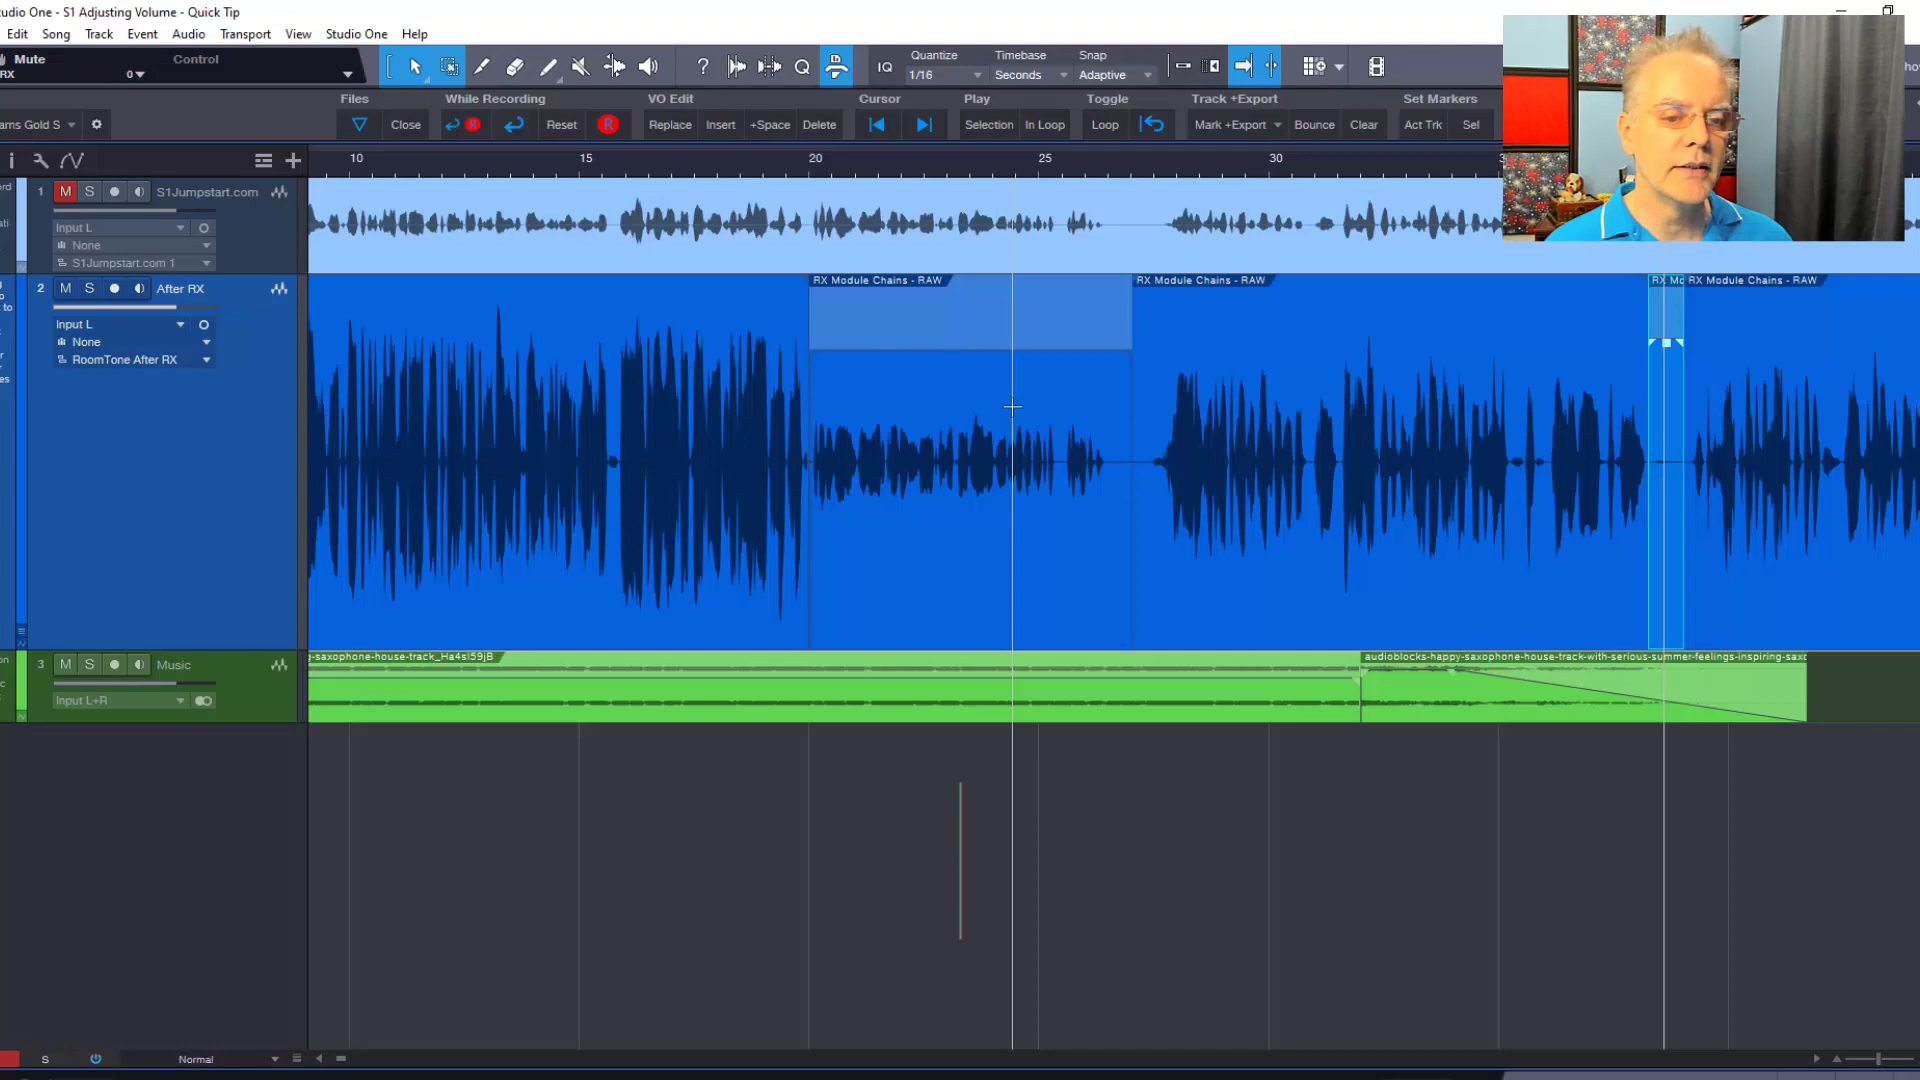 tudio One - S1 Adjusting Volume - Quick Tip
Edit Song Track Event Audio Transport View Studio One Help
Mute Control
RX 0
Quantize Timebase Snap
IQ 1/16 Seconds Adaptive
Files While Recording VO Edit Cursor Play Toggle Track +Export Set Markers
ams Gold S Close R Reset R Replace Insert +Space Delete Selection In Loop Loop Mark +Export Bounce Clear Act Trk Sel
10 15 20 25 30
1 M S S1Jumpstart.com
Input L
None
S1Jumpstart.com 1
2 M S After RX
RX Module Chains - RAW RX Module Chains - RAW RX Mo RX Module Chains - RAW
Input L
None
RoomTone After RX
3 M S Music
g-saxophone-house-track_Ha4sI59jB audioblocks-happy-saxophone-house-track-with-serious-summer-feelings-inspiring-saxo
Input L+R
S Normal